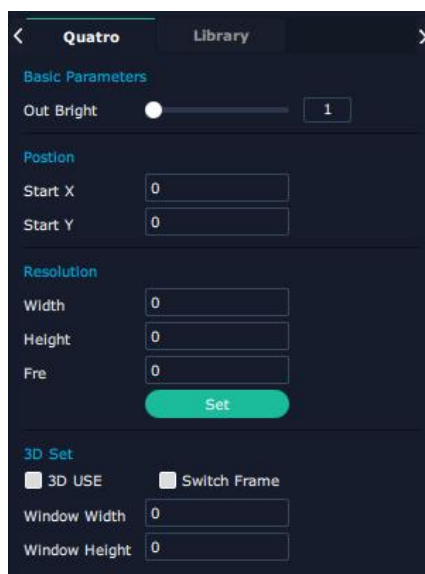 Quatro Library
Basic Parameters
Out Bright 1
Postion
Start X 0
Start Y 0
Resolution
Width 0
Height 0
Fre 0
Set
3D Set
3D USE Switch Frame
Window Width 0
Window Height 0